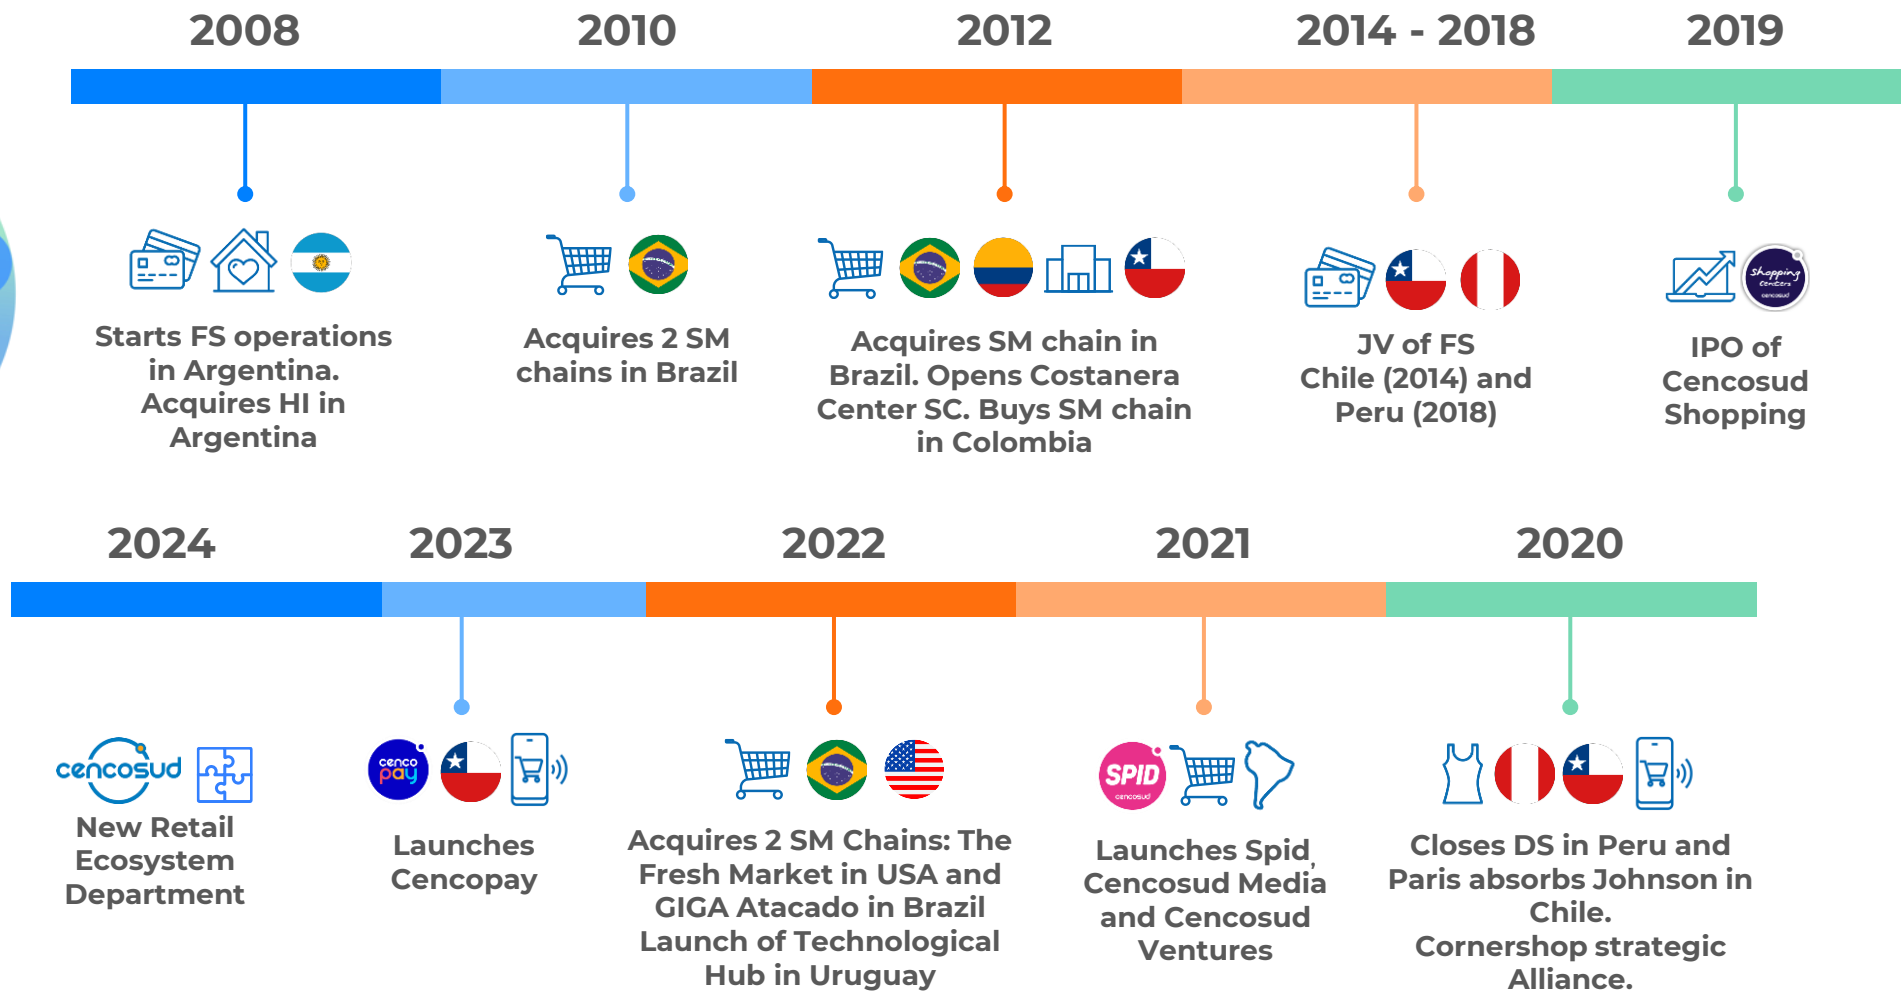 2008
2010
2012
2014 - 2018
2019
Starts FS operations
in Argentina.
Acquires HI in
Argentina
Acquires 2 SM
chains in Brazil
Acquires SM chain in
Brazil. Opens Costanera
Center SC. Buys SM chain
in Colombia
JV of FS
Chile (2014) and
Peru (2018)
Shopping
Centers
cencosud
IPO of
Cencosud
Shopping
2024
2023
2022
2021
2020
cencosud
New Retail
Ecosystem
Department
cenco
pay
Launches
Cencopay
Acquires 2 SM Chains: The
Fresh Market in USA and
GIGA Atacado in Brazil
Launch of Technological
Hub in Uruguay
SPID
cencosud
Launches Spid,
Cencosud Media
and Cencosud
Ventures
Closes DS in Peru and
Paris absorbs Johnson in
Chile.
Cornershop strategic
Alliance.